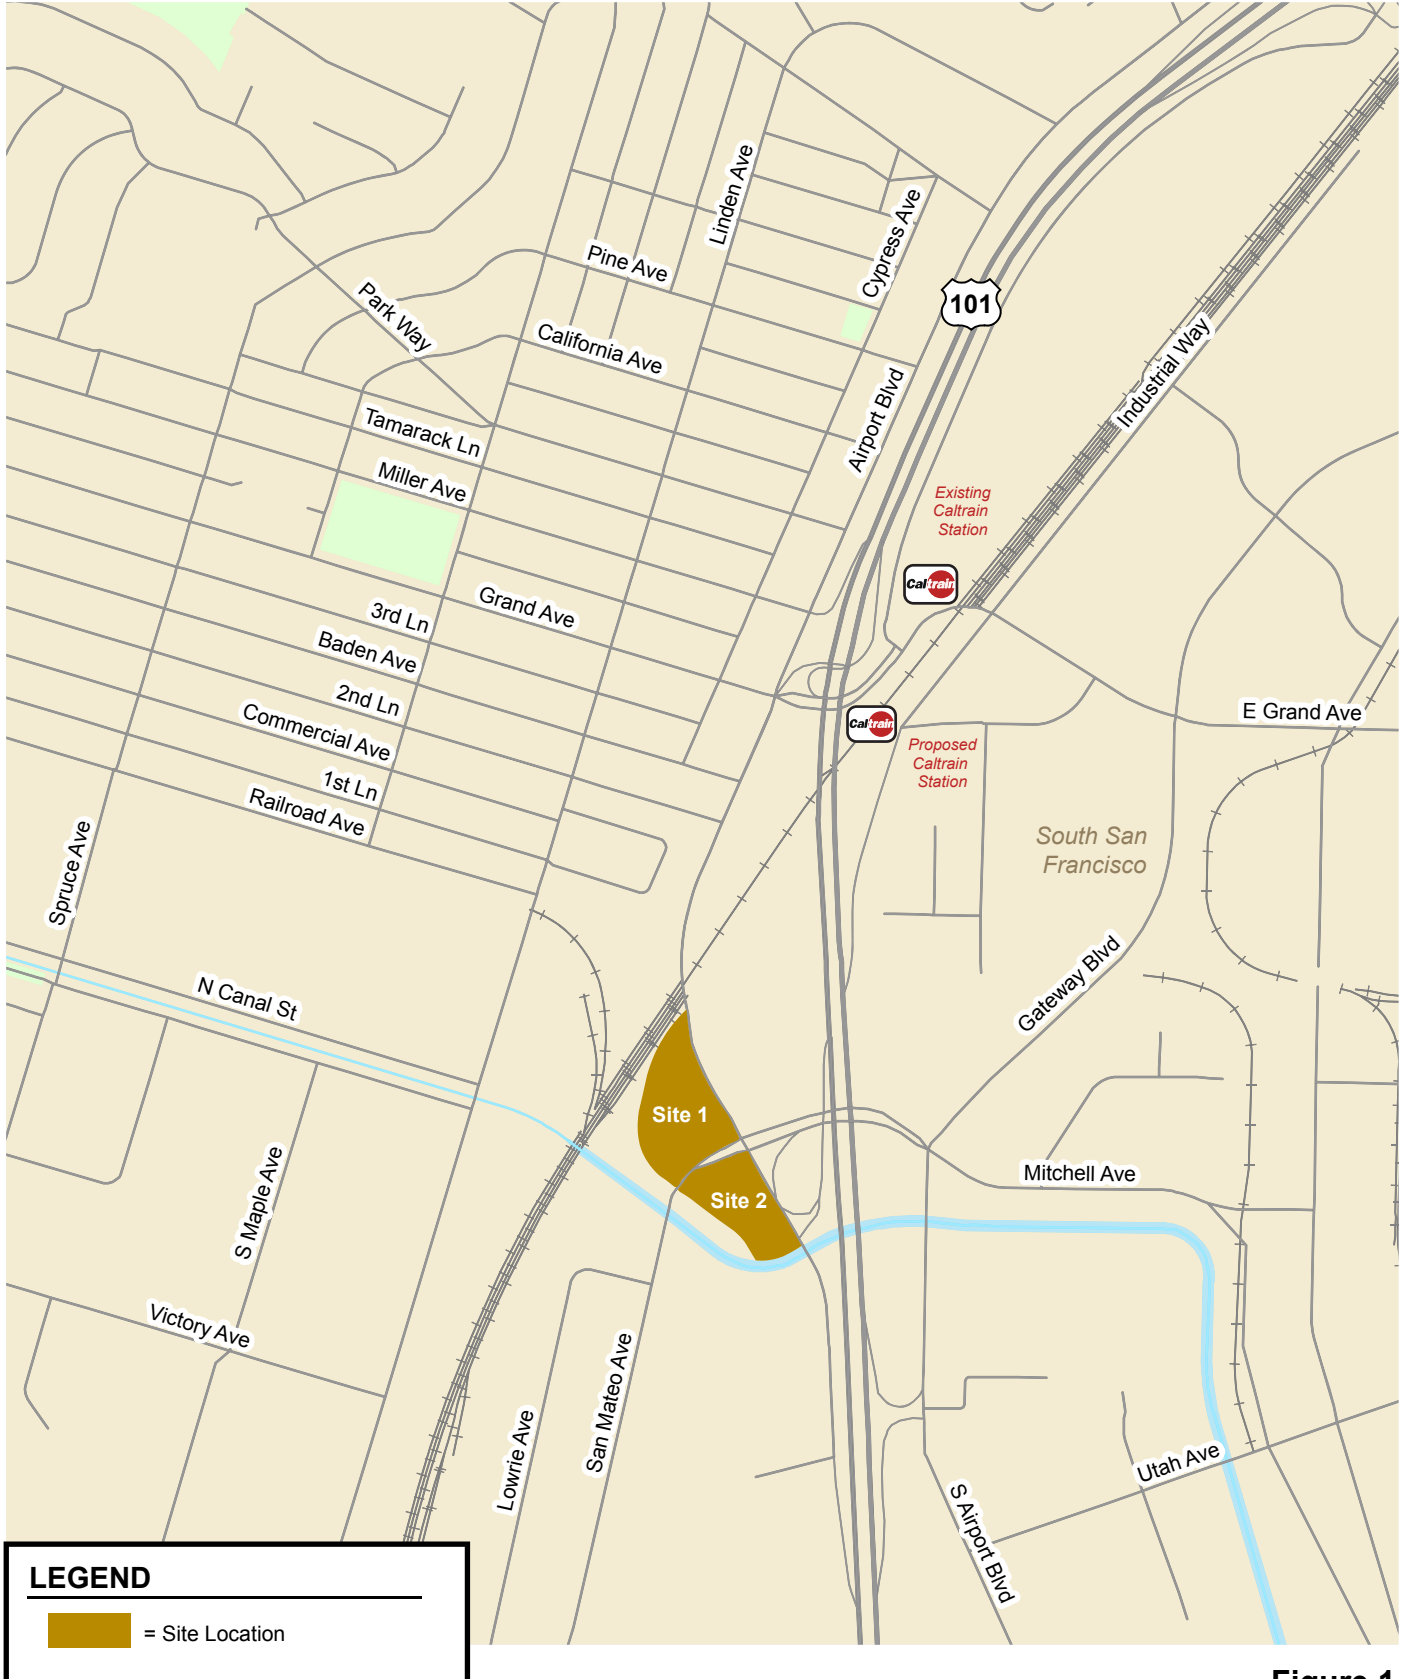 Linden Ave
Cypress Ave
Pine Ave
101
Park Way
California Ave
Industrial Way
Airport Blvd
Tamarack Ln
Miller Ave
Existing
Caltrain
Station
Caltrain
Grand Ave
3rd Ln
Baden Ave
2nd Ln
Commercial Ave
1st Ln
Railroad Ave
Caltrain
E Grand Ave
Proposed
Caltrain
Station
South San
Francisco
Spruce Ave
Gateway Blvd
N Canal St
Site 1
Mitchell Ave
Site 2
S Maple Ave
Victory Ave
San Mateo Ave
Lowrie Ave
Utah Ave
S Airport Blvd
LEGEND
= Site Location
Figure 1